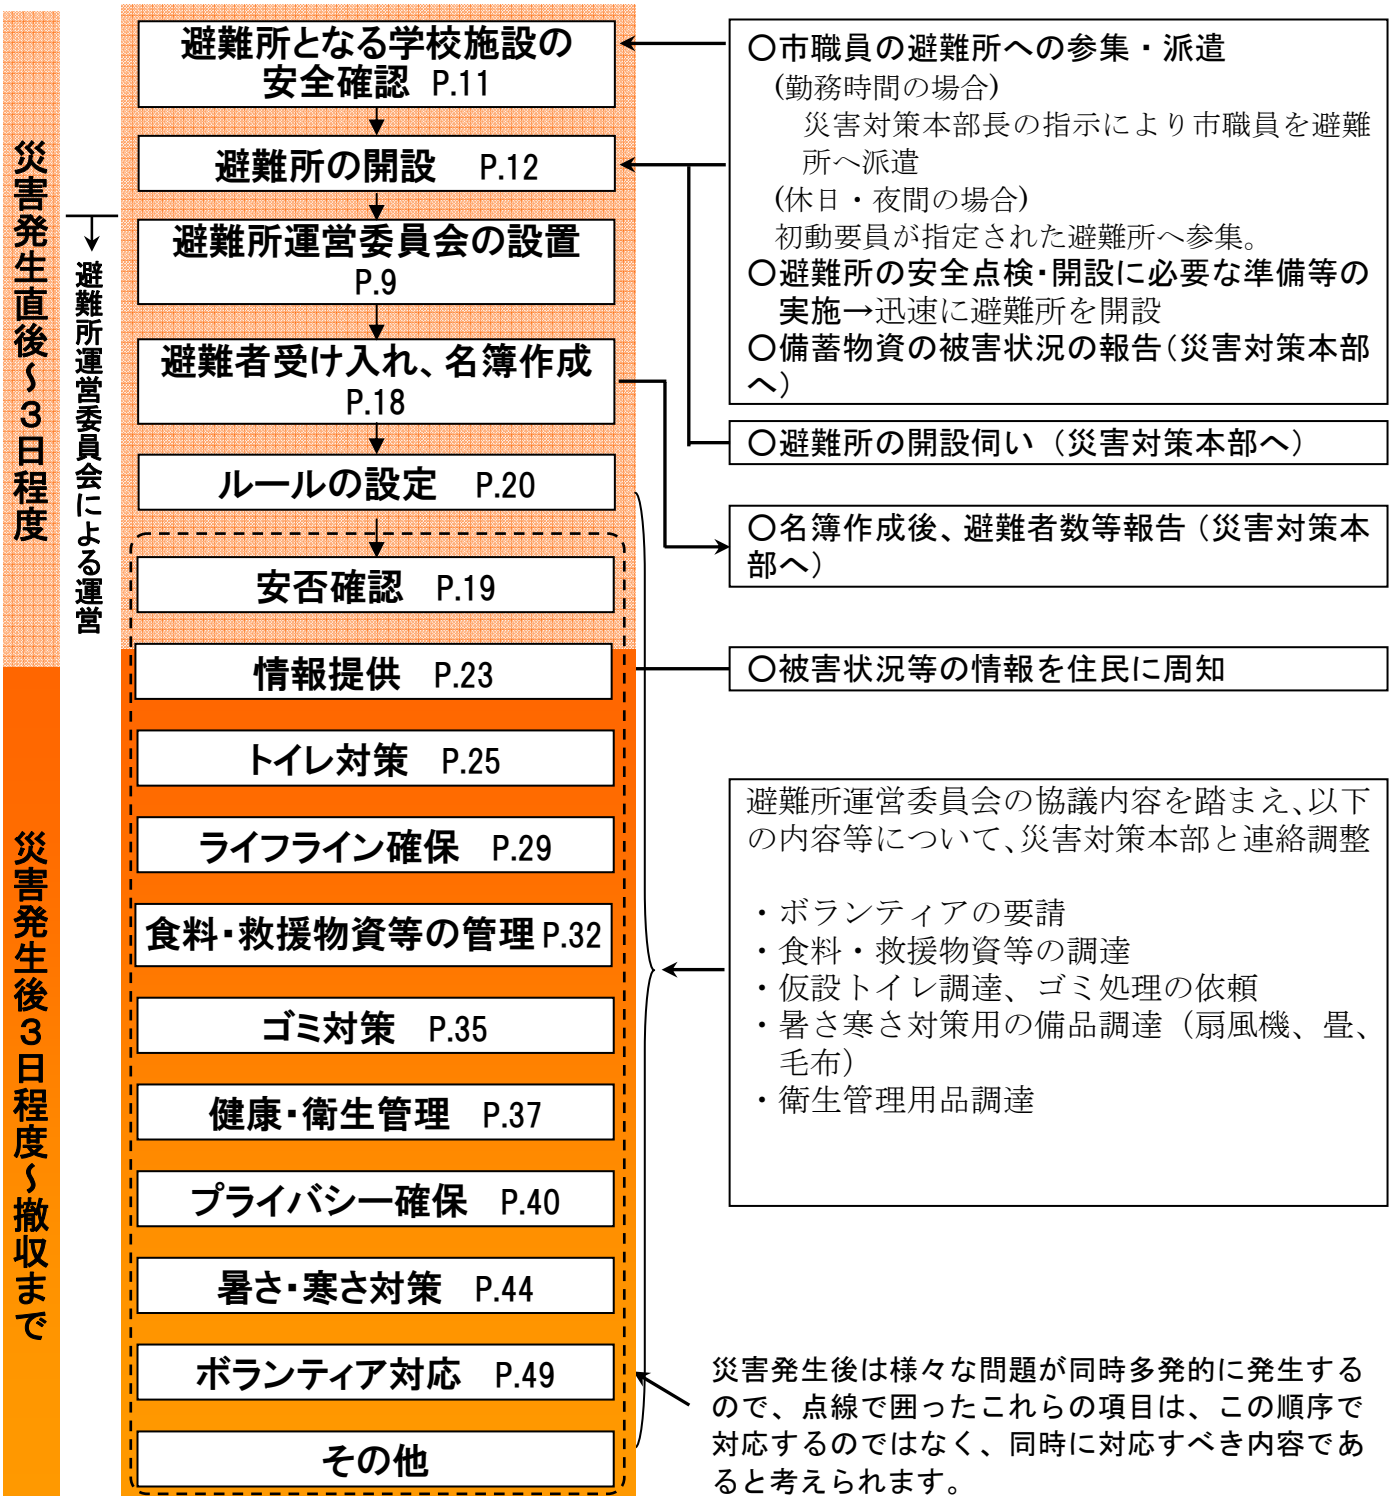 災害発生直後～３日程度
災害発生後３日程度～撤収まで
避難所運営委員会による運営
避難所となる学校施設の
安全確認 P.11
避難所の開設 P.12
避難所運営委員会の設置
P.9
避難者受け入れ、名簿作成
P.18
ルールの設定 P.20
安否確認 P.19
情報提供 P.23
トイレ対策 P.25
ライフライン確保 P.29
食料・救援物資等の管理 P.32
ゴミ対策 P.35
健康・衛生管理 P.37
プライバシー確保 P.40
暑さ・寒さ対策 P.44
ボランティア対応 P.49
その他
○市職員の避難所への参集・派遣
(勤務時間の場合)
災害対策本部長の指示により市職員を避難
所へ派遣
(休日・夜間の場合)
初動要員が指定された避難所へ参集。
○避難所の安全点検・開設に必要な準備等の
実施→迅速に避難所を開設
○備蓄物資の被害状況の報告（災害対策本部
へ）
○避難所の開設伺い（災害対策本部へ）
○名簿作成後、避難者数等報告（災害対策本
部へ）
○被害状況等の情報を住民に周知
避難所運営委員会の協議内容を踏まえ、以下
の内容等について、災害対策本部と連絡調整
・ボランティアの要請
・食料・救援物資等の調達
・仮設トイレ調達、ゴミ処理の依頼
・暑さ寒さ対策用の備品調達（扇風機、畳、
毛布）
・衛生管理用品調達
災害発生後は様々な問題が同時多発的に発生する
ので、点線で囲ったこれらの項目は、この順序で
対応するのではなく、同時に対応すべき内容であ
ると考えられます。